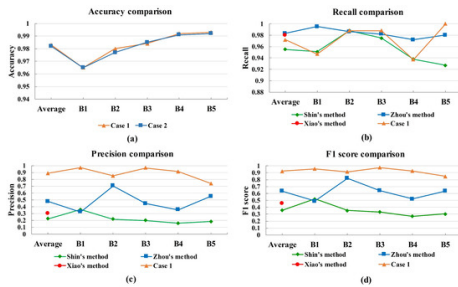 Accuracy comparison
1
0.99
0.98
0.97
0.96
0.95
0.94
Accuracy
Average B1 B2 B3 B4 B5
Case 1 Case 2
(a)
Recall comparison
1
0.98
0.96
0.94
0.92
0.9
0.88
Recall
Average B1 B2 B3 B4 B5
Shin's method Zhou's method
Xiao's method Case 1
(b)
Precision comparison
1
0.9
0.8
0.7
0.6
0.5
0.4
0.3
0.2
0.1
0
Precision
Average B1 B2 B3 B4 B5
Shin's method Zhou's method
Xiao's method Case 1
(c)
F1 score comparison
1
0.9
0.8
0.7
0.6
0.5
0.4
0.3
0.2
0.1
0
F1 score
Average B1 B2 B3 B4 B5
Shin's method Zhou's method
Xiao's method Case 1
(d)